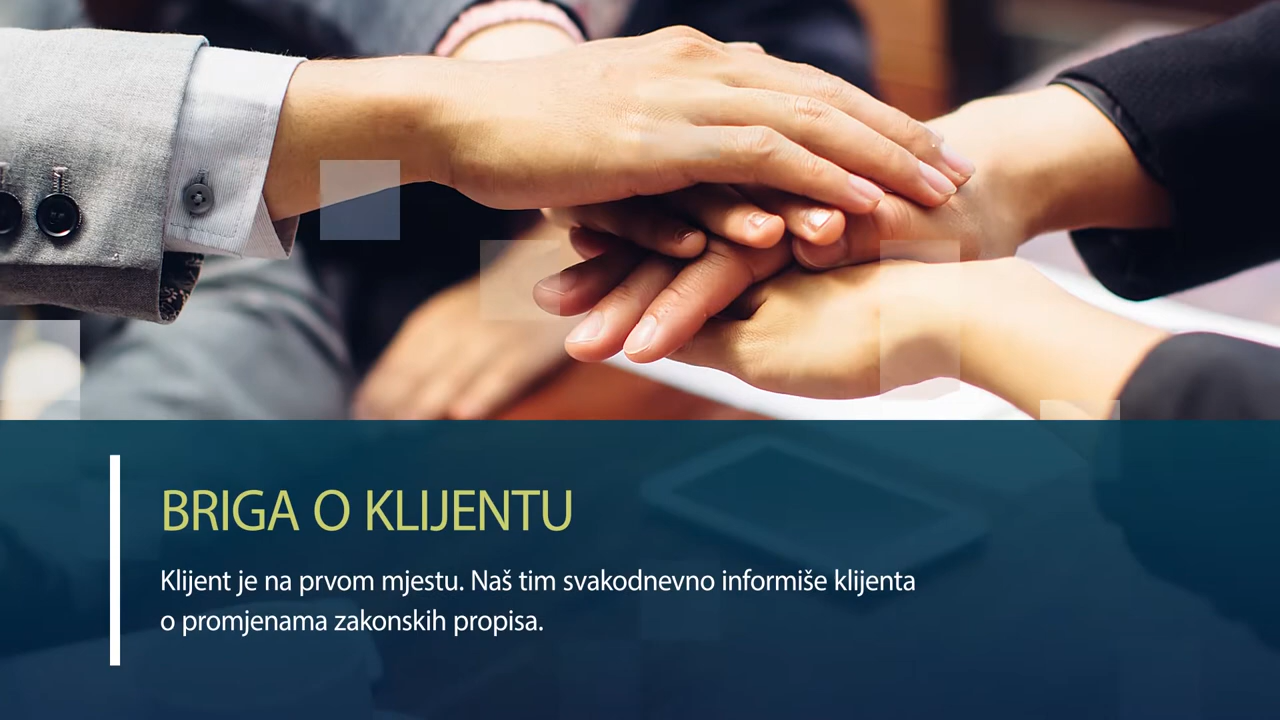 BRIGA O KLIJENTU
Klijent je na prvom mjestu. Naš tim svakodnevno informiše klijenta
o promjenama zakonskih propisa.